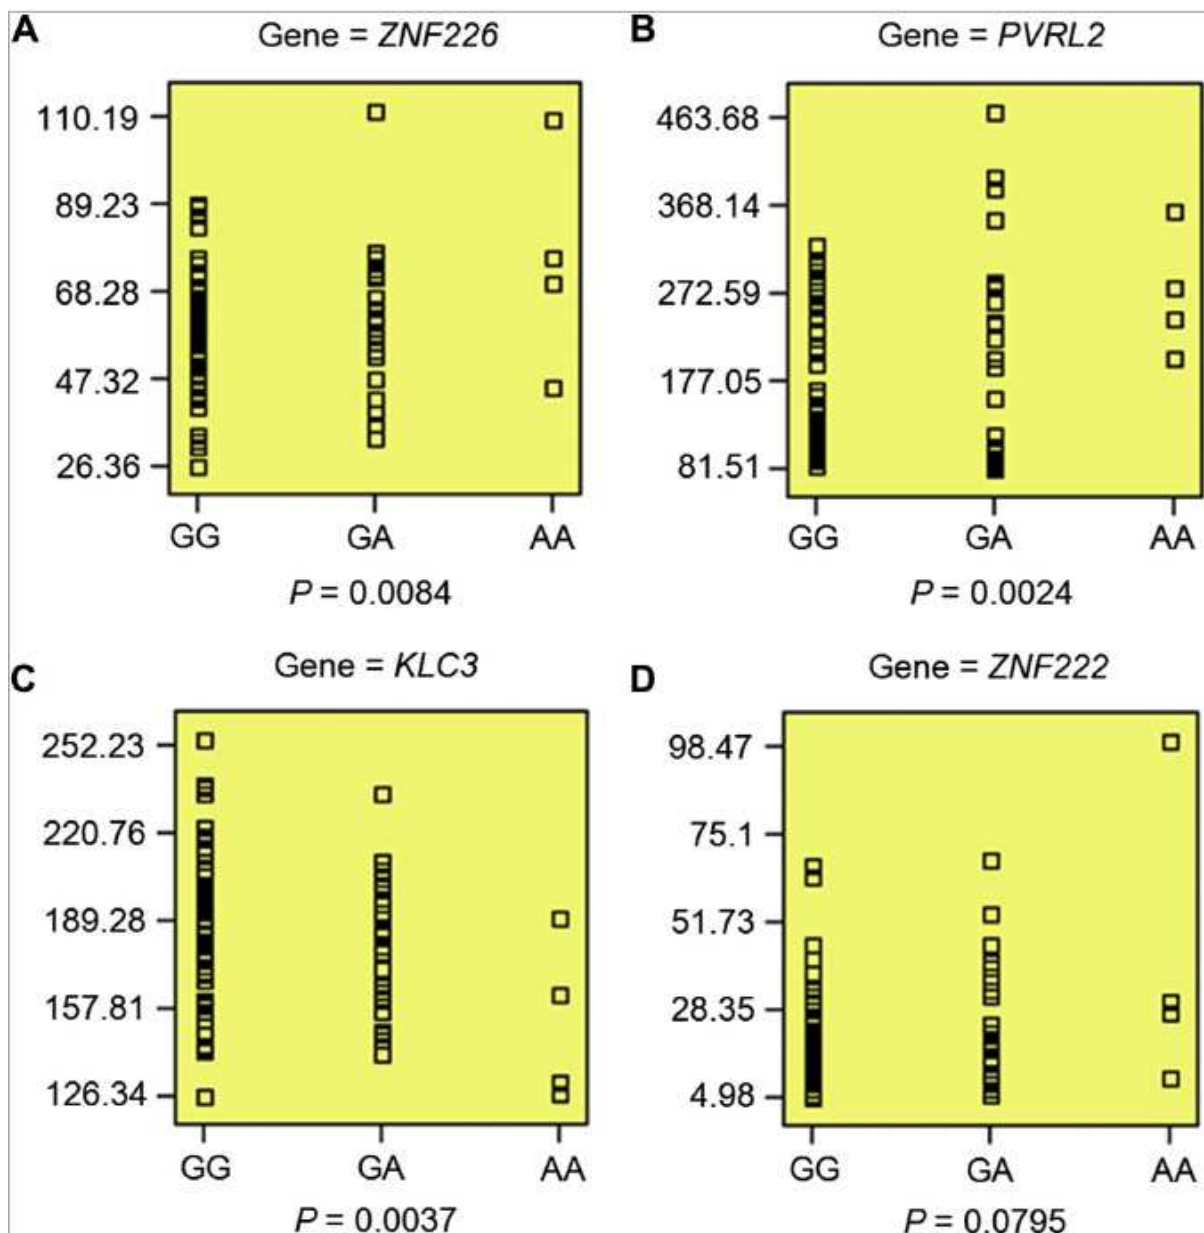 A
Gene = ZNF226
110.19
89.23
68.28
47.32
26.36
GG GA AA
P = 0.0084
B
Gene = PVRL2
463.68
368.14
272.59
177.05
81.51
GG GA AA
P = 0.0024
C
Gene = KLC3
252.23
220.76
189.28
157.81
126.34
GG GA AA
P = 0.0037
D
Gene = ZNF222
98.47
75.1
51.73
28.35
4.98
GG GA AA
P = 0.0795